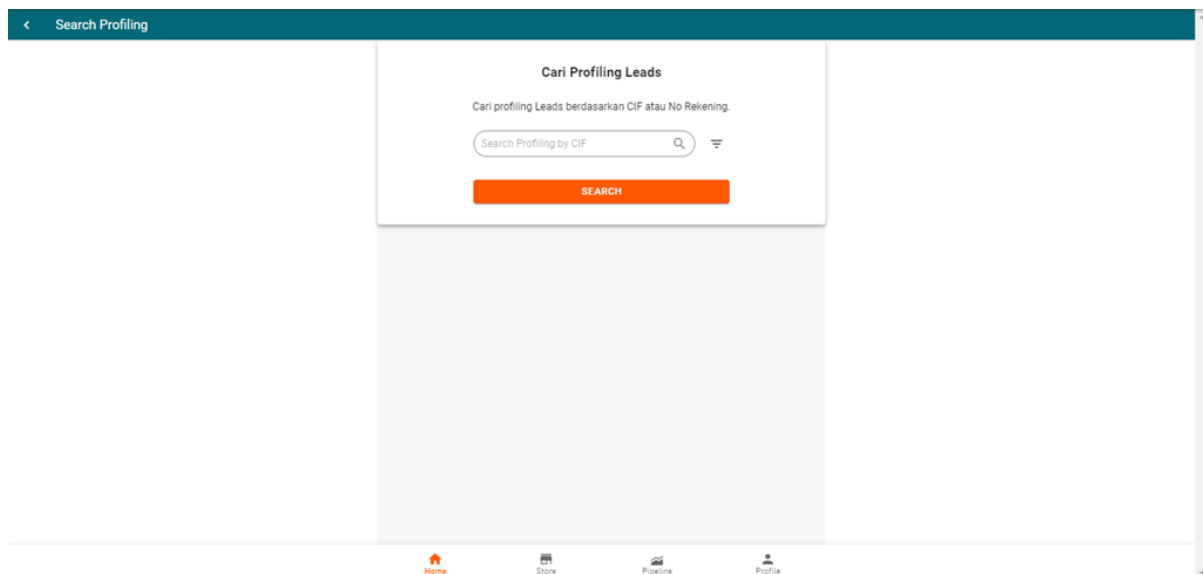 Search Profiling
Cari Profiling Leads
Cari profiling Leads berdasarkan CIF atau No Rekening.
Search Profiling by CIF
SEARCH
Home
Store
Pipeline
Profile